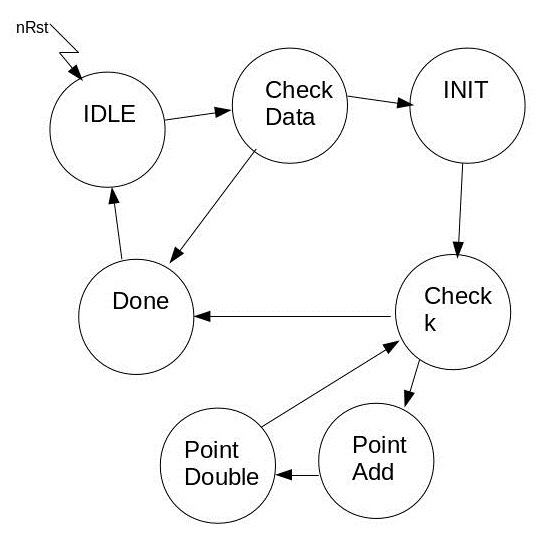 nRst
IDLE
Check
Data
INIT
Done
Check
k
Point
Double
Point
Add